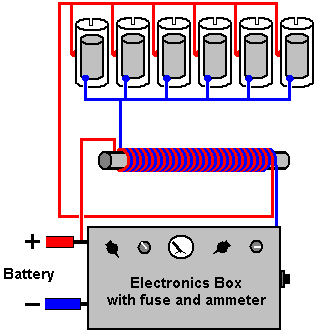 +
Battery
−
Electronics Box
with fuse and ammeter